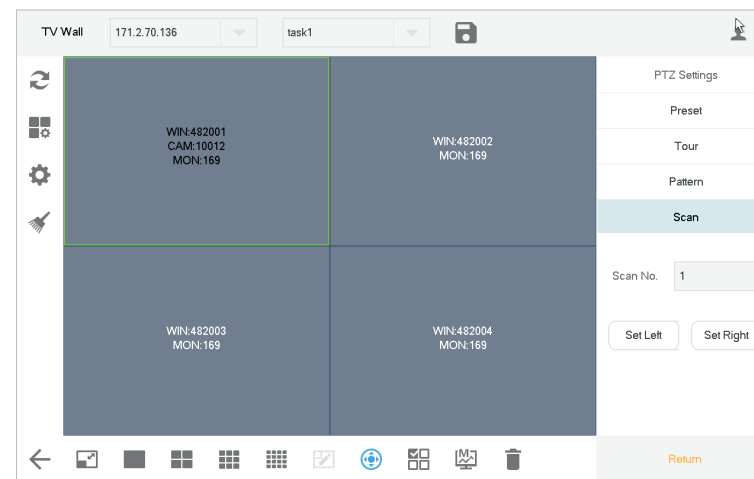 TV Wall
171.2.70.136
task1
PTZ Settings
Preset
Tour
Pattern
Scan
WIN:482001
CAM:10012
MON:169
WIN:482002
MON:169
Scan No.
1
Set Left
Set Right
WIN:482003
MON:169
WIN:482004
MON:169
M
Return